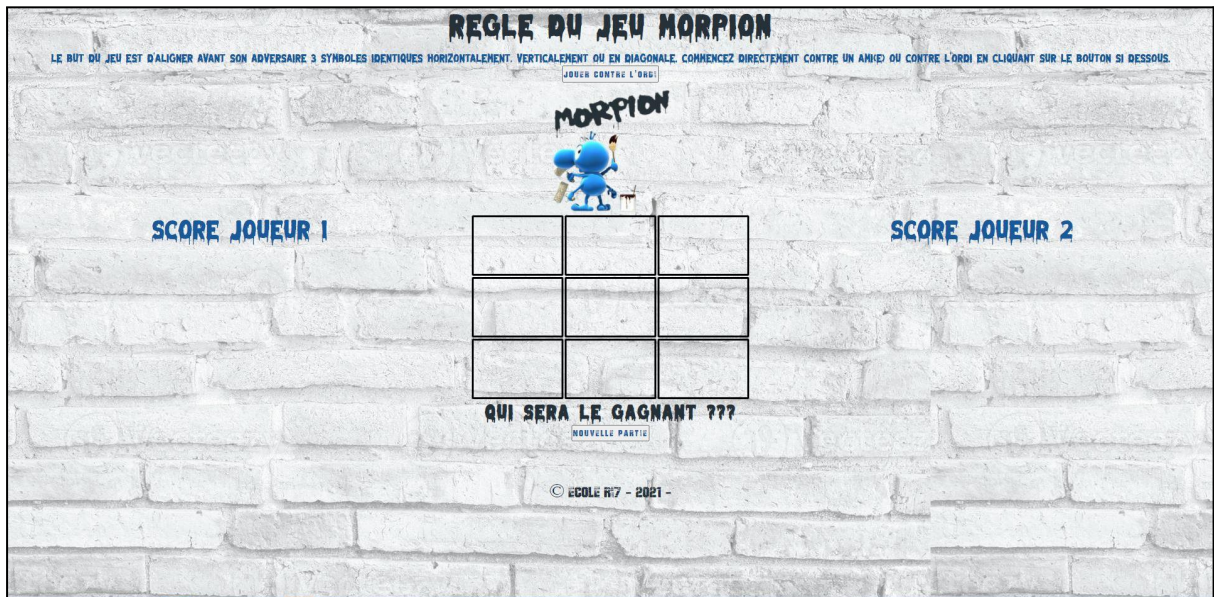 REGLE DU JEU MORPION
LE BUT DU JEU EST D'ALIGNER AVANT SON ADVERSAIRE 3 SYMBOLES IDENTIQUES HORIZONTALEMENT, VERTICALEMENT OU EN DIAGONALE. COMMENCEZ DIRECTEMENT CONTRE UN AMI(E) OU CONTRE L'ORDI EN CLIQUANT SUR LE BOUTON SI DESSOUS.
JOUER CONTRE L'ORDI
MORPION
SCORE JOUEUR 1
SCORE JOUEUR 2
QUI SERA LE GAGNANT ???
NOUVELLE PARTIE
© ECOLE R17 - 2021 -